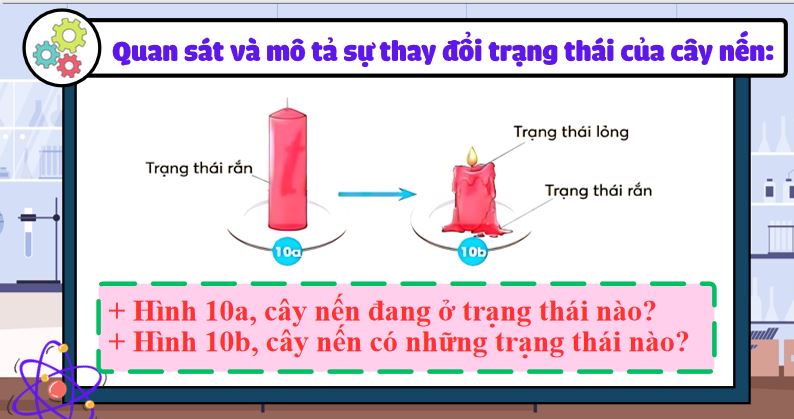 Quan sát và mô tả sự thay đổi trạng thái của cây nến:
Trạng thái lỏng
Trạng thái rắn
Trạng thái rắn
10a
10b
+ Hình 10a, cây nến đang ở trạng thái nào?
+ Hình 10b, cây nến có những trạng thái nào?